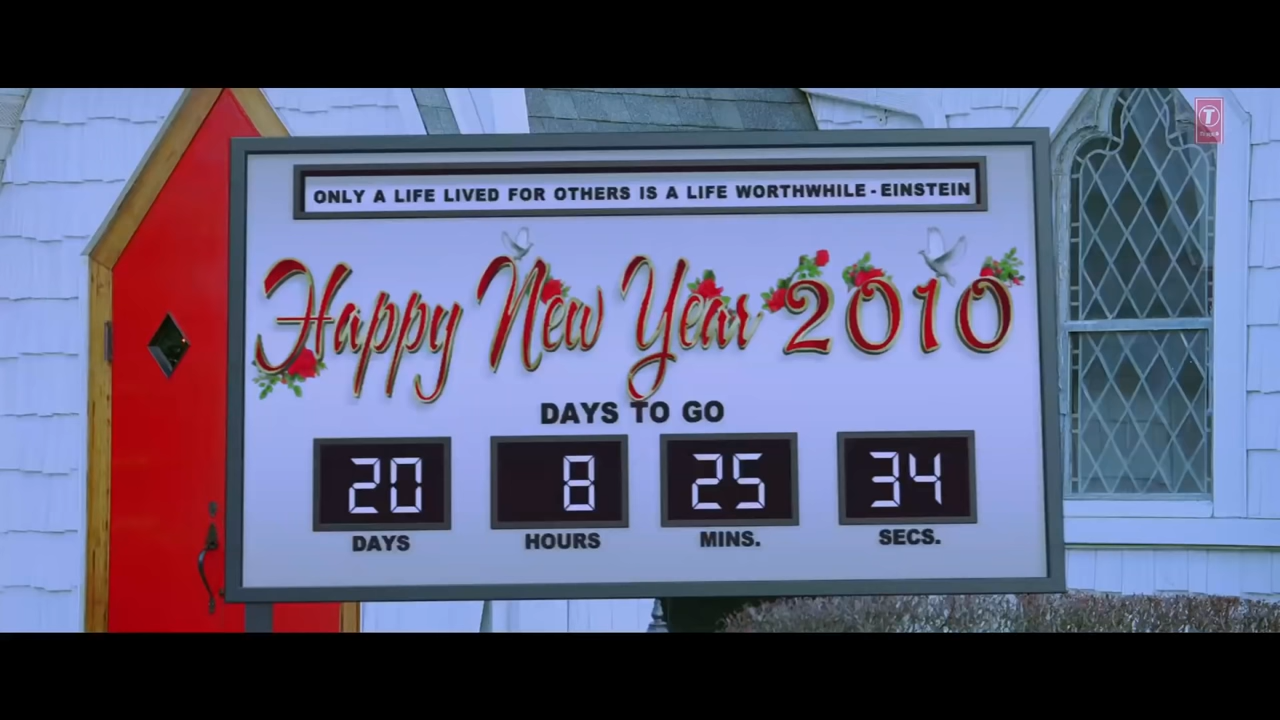 ONLY A LIFE LIVED FOR OTHERS IS A LIFE WORTHWHILE - EINSTEIN
Happy New Year 2010
DAYS TO GO
20 8 25 34
DAYS HOURS MINS. SECS.